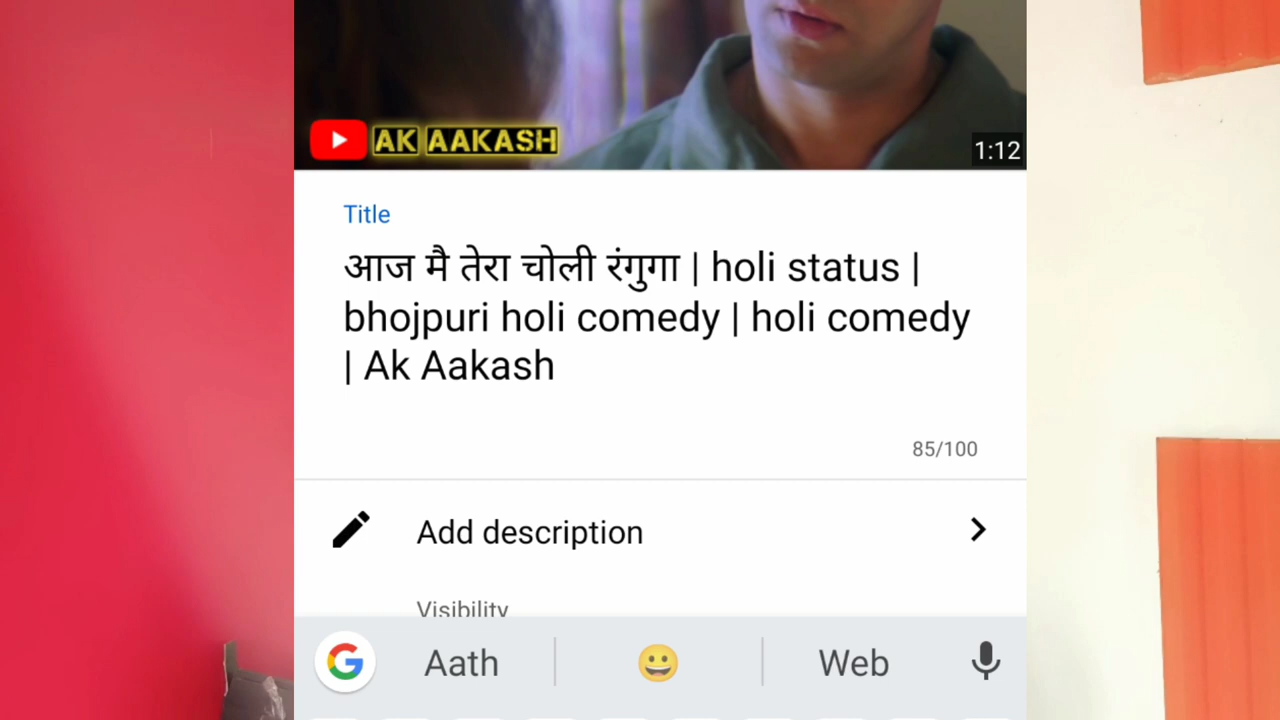 AK AAKASH
1:12
Title
आज मै तेरा चोली रंगुगा | holi status |
bhojpuri holi comedy | holi comedy
| Ak Aakash
85/100
Add description
Visibility
G Aath 😀 Web